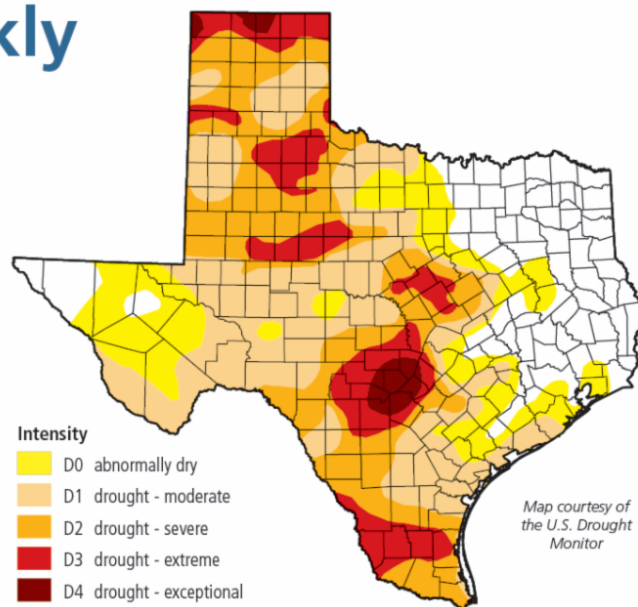 kly
Intensity
D0 abnormally dry
D1 drought - moderate
D2 drought - severe
D3 drought - extreme
D4 drought - exceptional
Map courtesy of
the U.S. Drought
Monitor